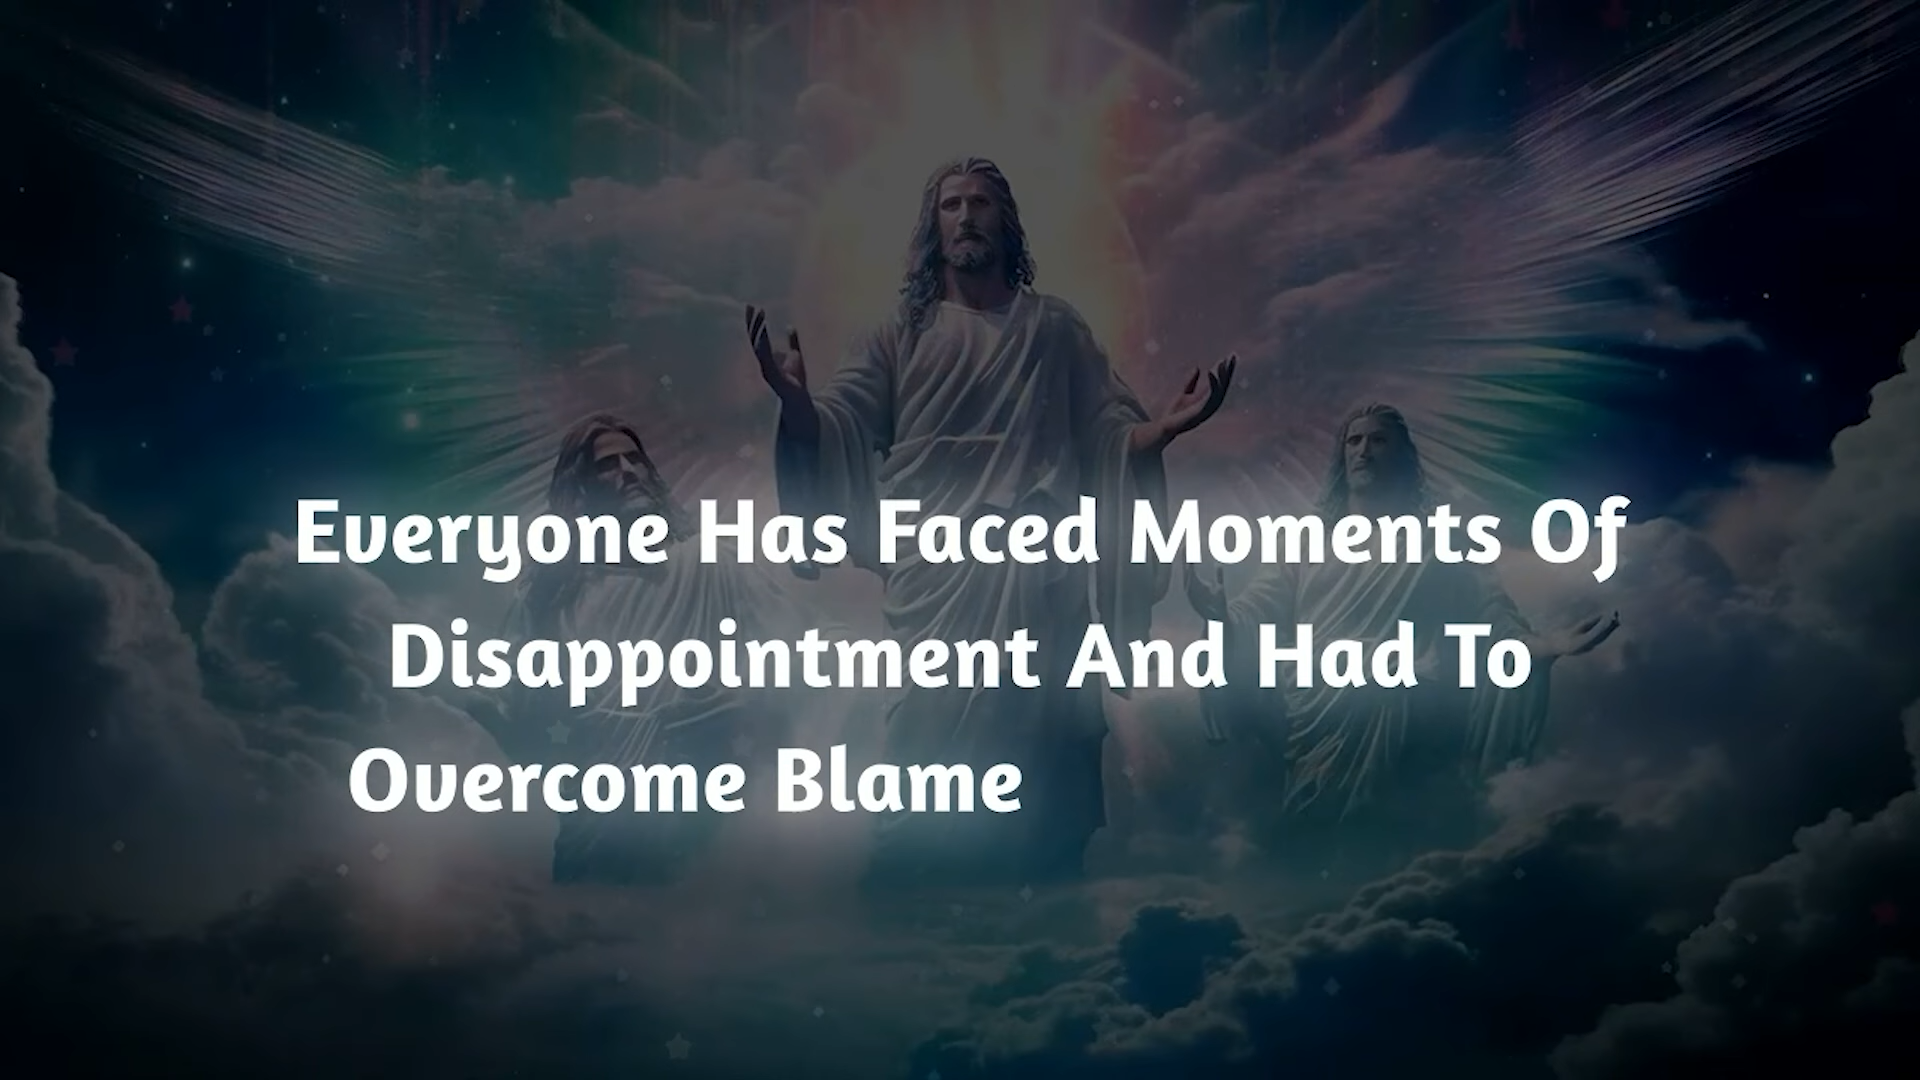 Everyone Has Faced Moments Of
Disappointment And Had To
Overcome Blame